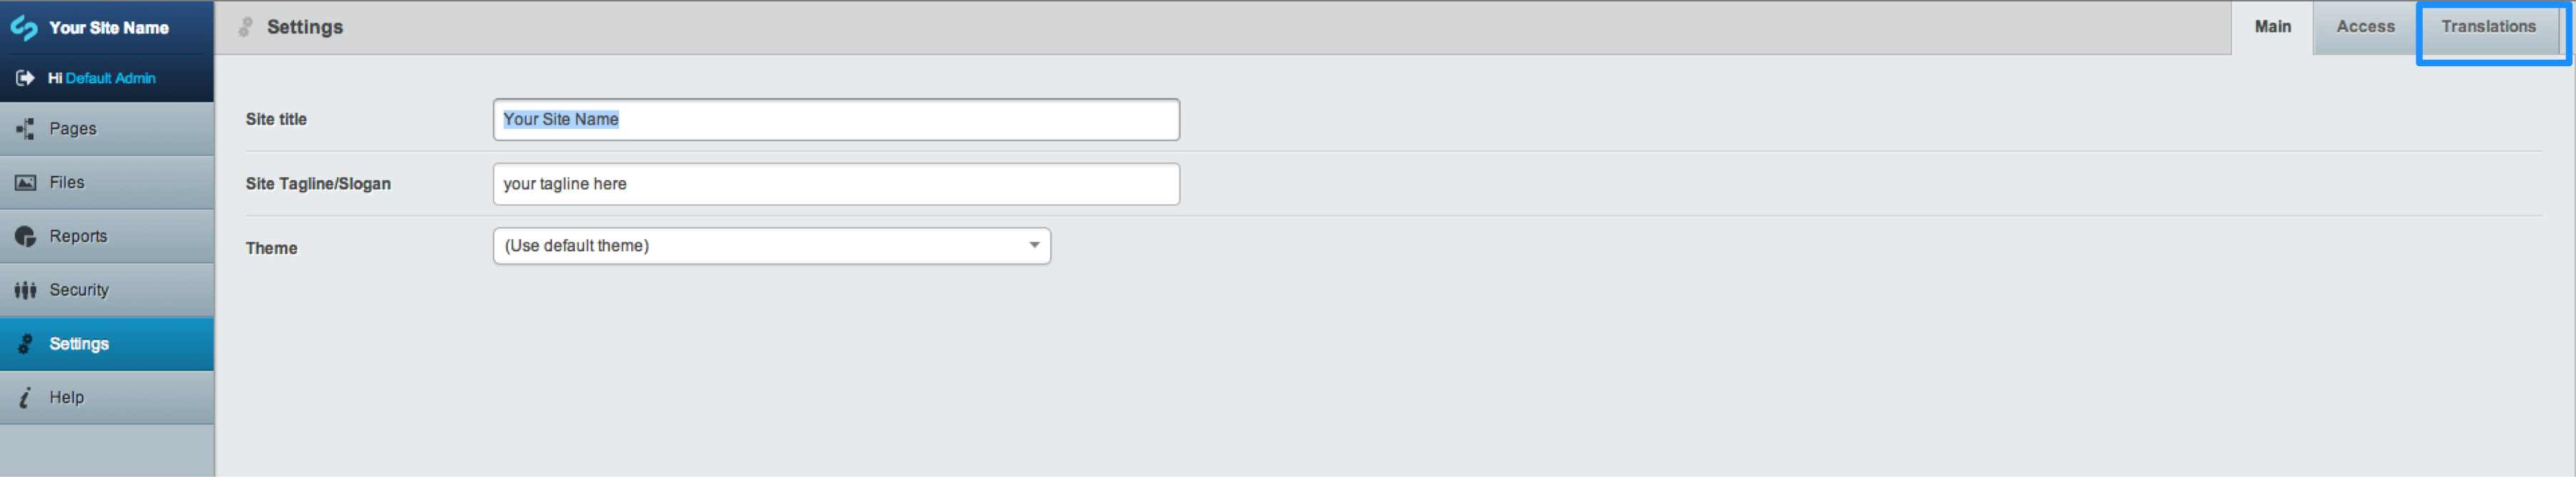 Your Site Name
Settings
Main
Access
Translations
Hi Default Admin
Pages
Files
Reports
Security
Settings
Help
Site title
Your Site Name
Site Tagline/Slogan
your tagline here
Theme
(Use default theme)